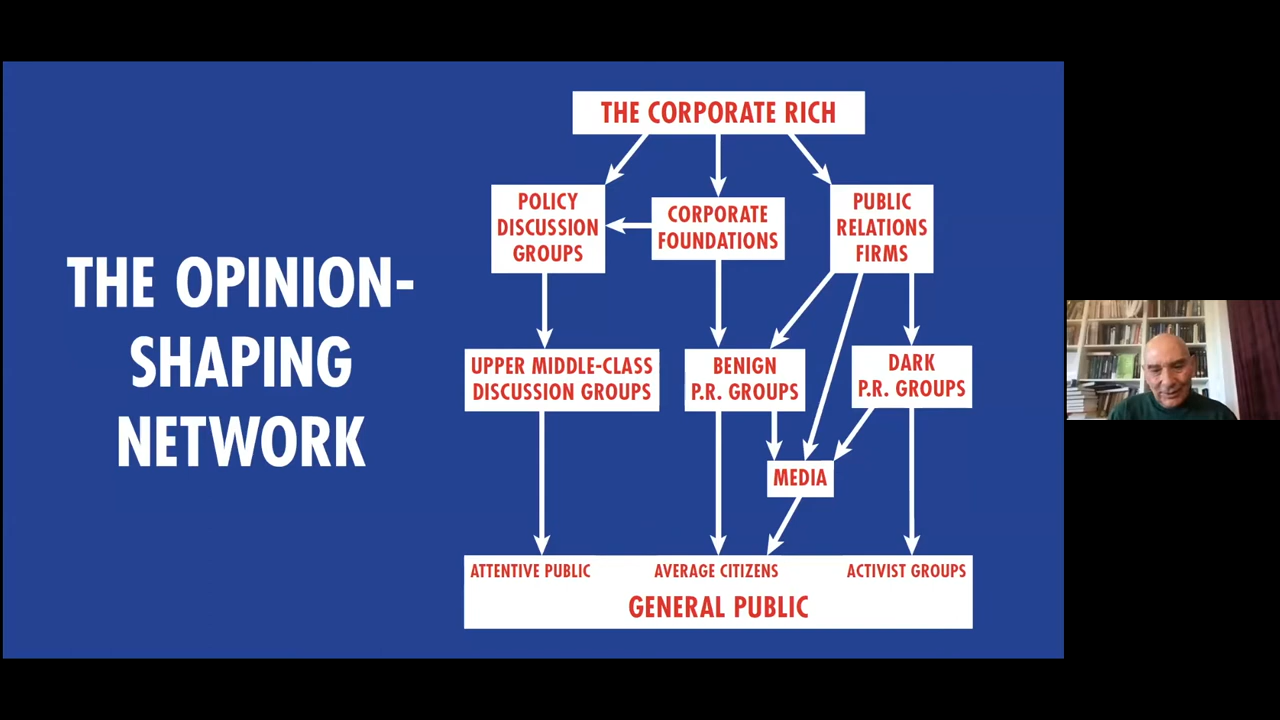 THE OPINION-
SHAPING
NETWORK
THE CORPORATE RICH
POLICY
DISCUSSION
GROUPS
CORPORATE
FOUNDATIONS
PUBLIC
RELATIONS
FIRMS
UPPER MIDDLE-CLASS
DISCUSSION GROUPS
BENIGN
P.R. GROUPS
DARK
P.R. GROUPS
MEDIA
ATTENTIVE PUBLIC
AVERAGE CITIZENS
ACTIVIST GROUPS
GENERAL PUBLIC